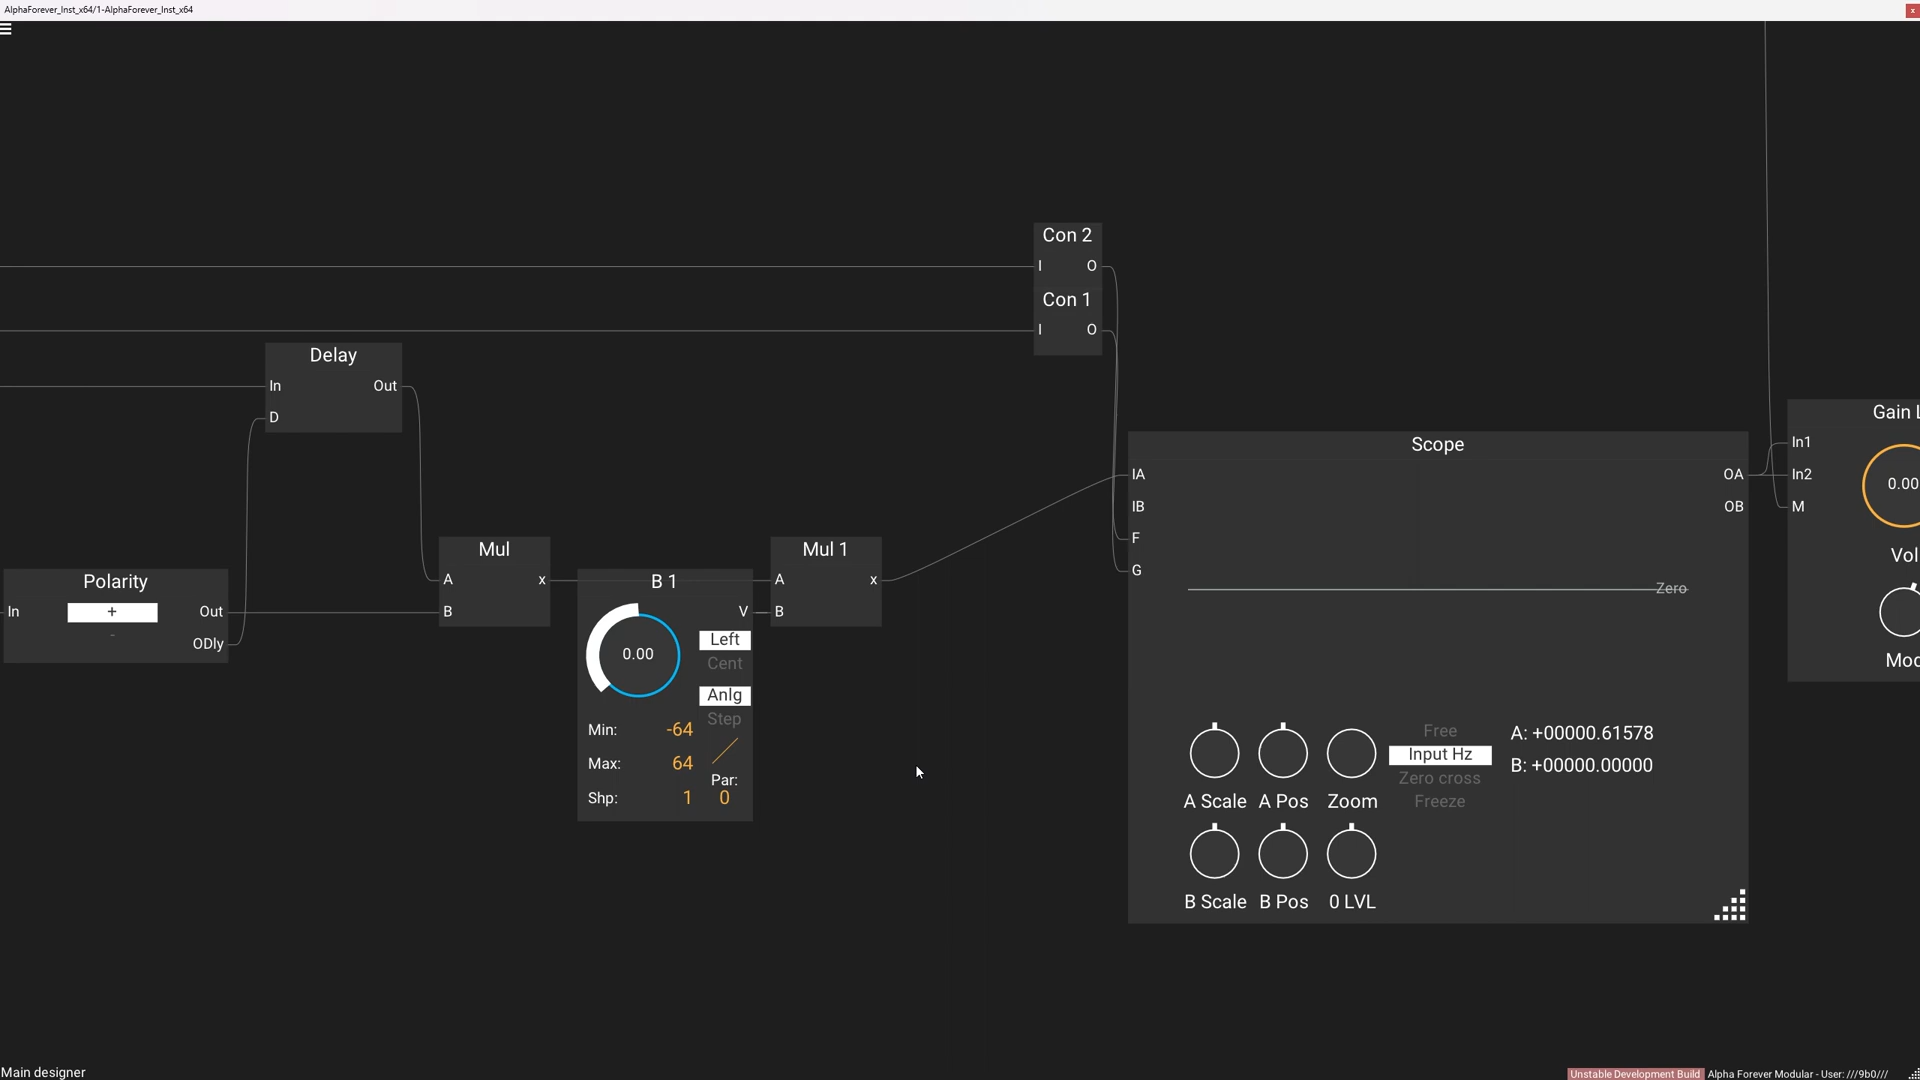 AlphaForever_Inst_x64/1-AlphaForever_Inst_x64
x
Con 2
I O
Con 1
I O
Delay
In Out
D
Polarity
In + Out
-
ODly
Mul
A x
B
B 1
V
0.00
Left
Cent
Anlg
Step
Min: -64
Max: 64
Par:
Shp: 1 0
Mul 1
A x
B
Scope
IA OA
IB OB
F
G
Zero
A Scale A Pos Zoom
B Scale B Pos 0 LVL
Free
Input Hz
Zero cross
Freeze
A: +00000.61578
B: +00000.00000
Gain L
In1
In2
M
0.00
Vol
Mod
Main designer
Unstable Development Build Alpha Forever Modular - User: ///9b0///